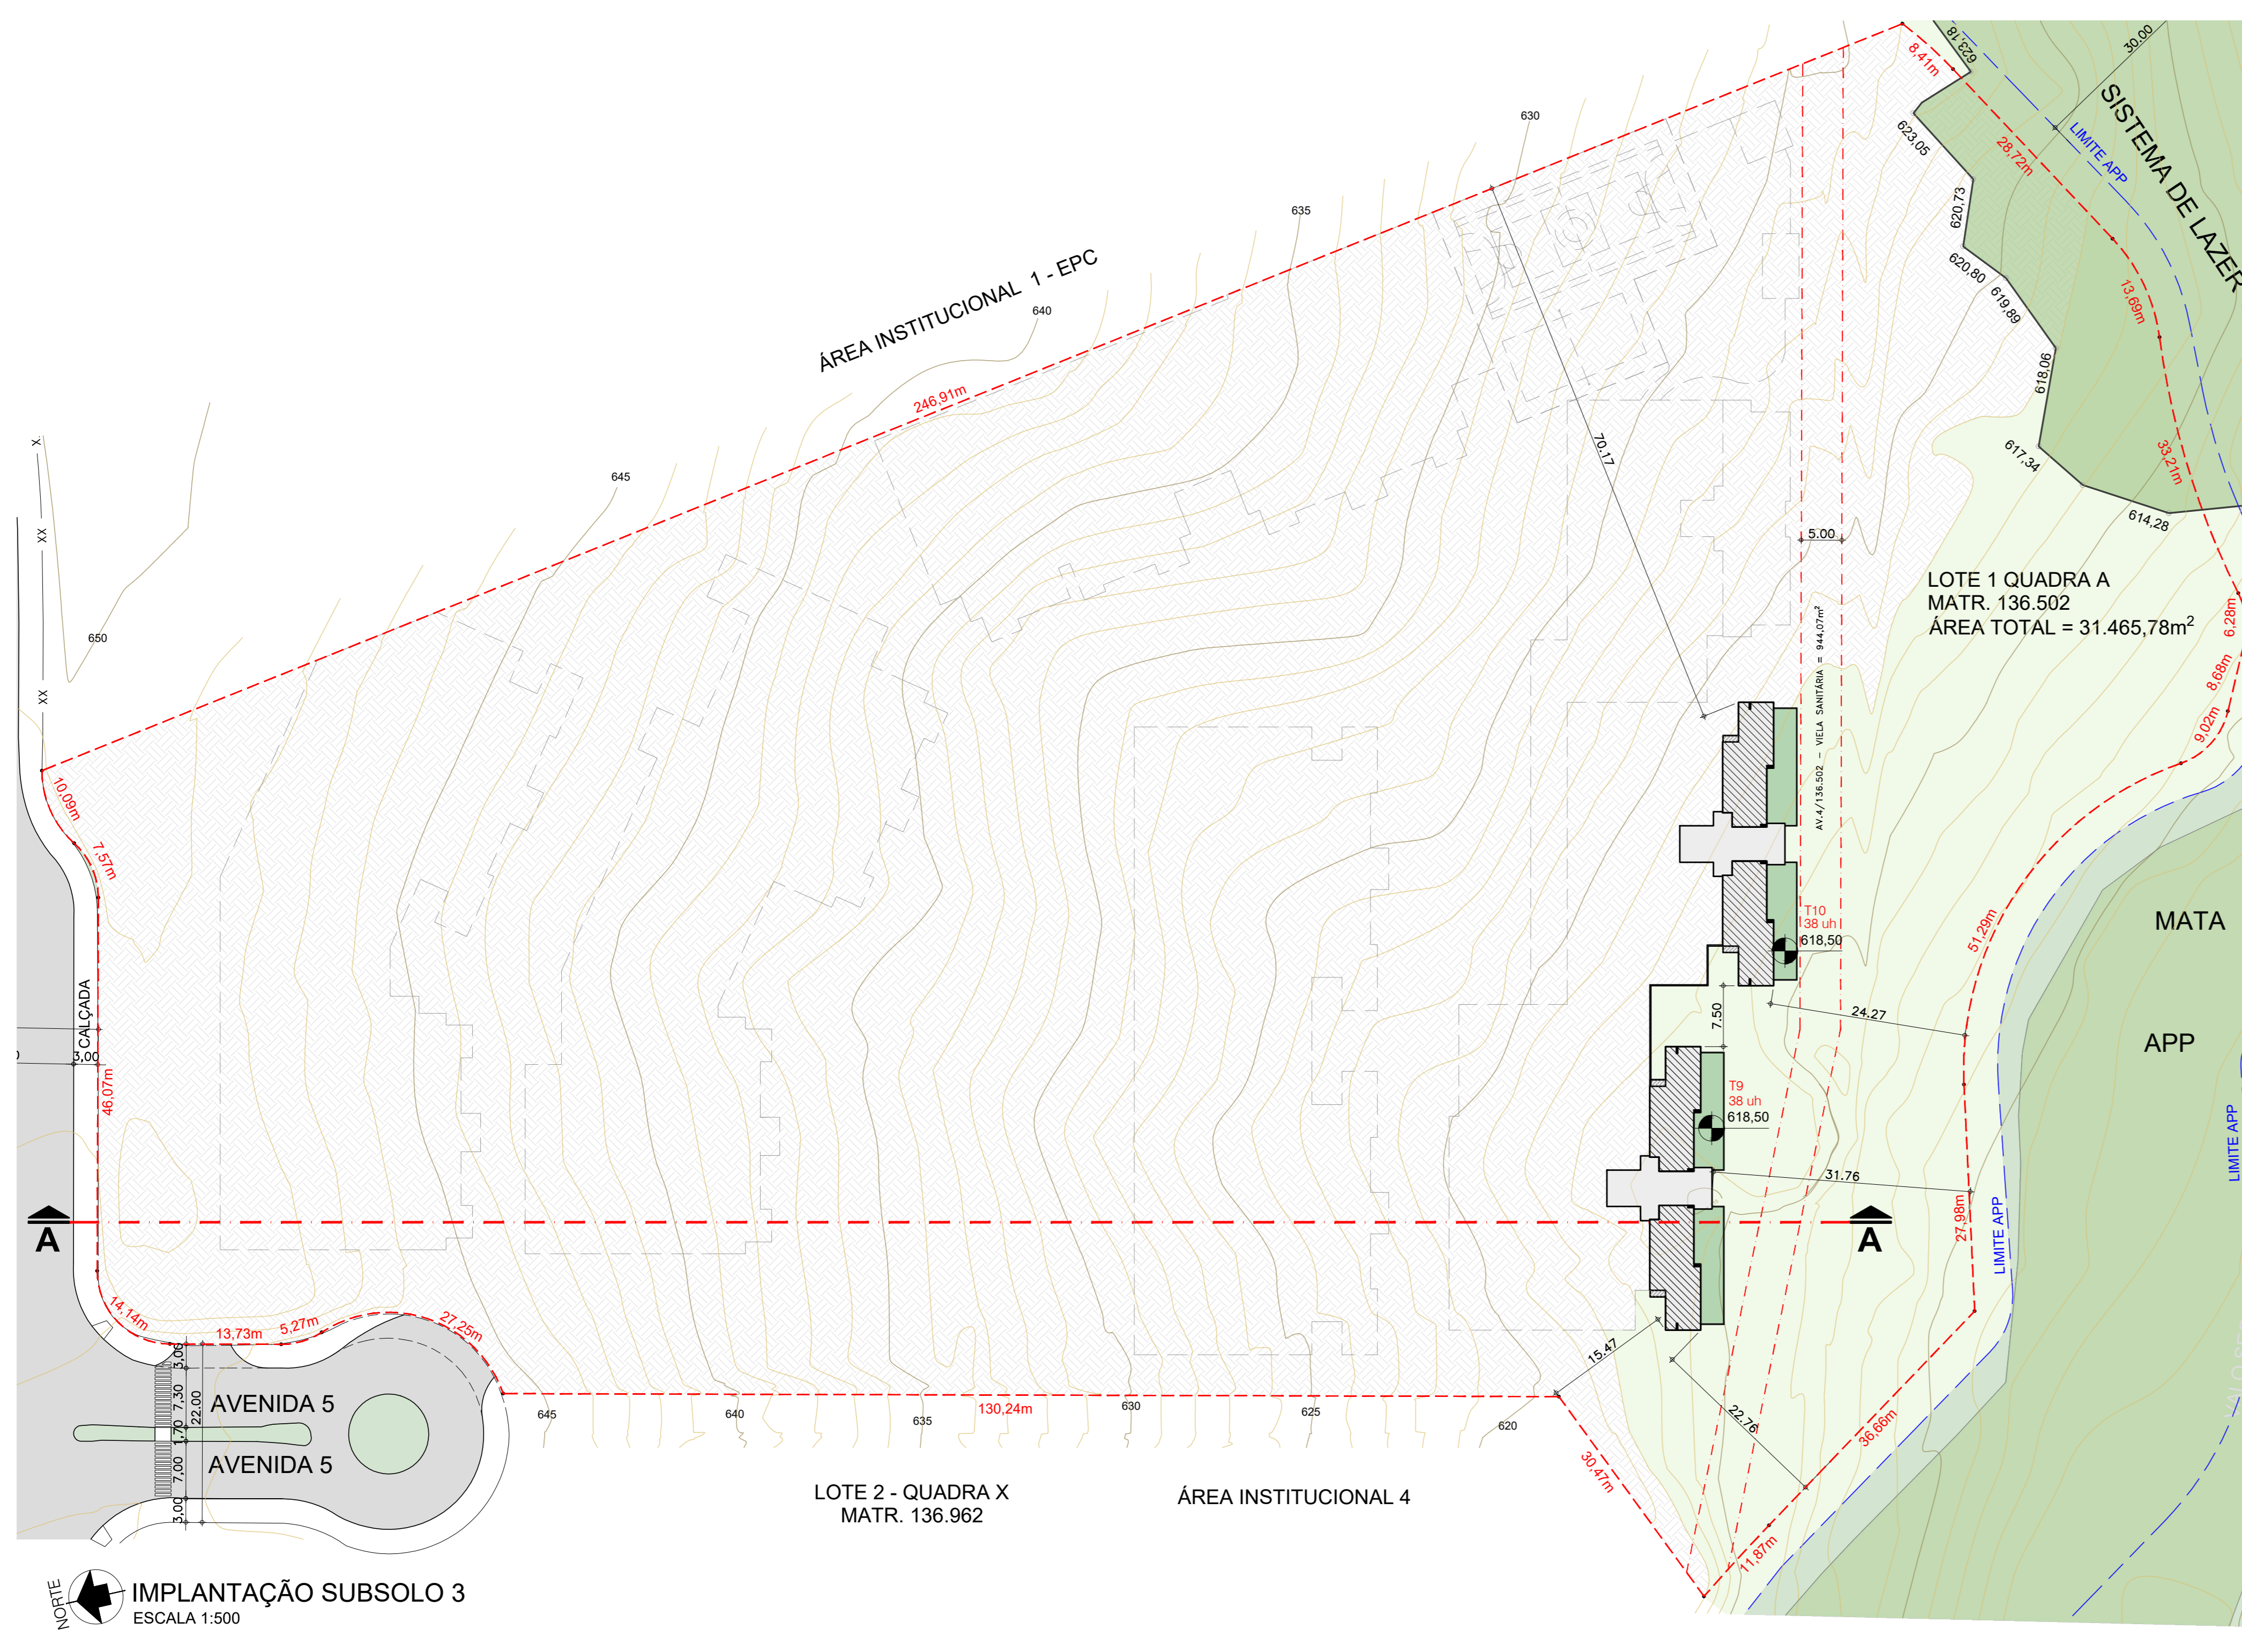 8,41m
623,18
30.00
SISTEMA DE LAZER
LIMITE APP
623,05
28,72m
620,73
620,80
619,89
13,69m
618,06
617,34
33,21m
614,28
630
635
ÁREA INSTITUCIONAL 1 - EPC
640
246,91m
645
70.17
5.00
XX
XX
650
LOTE 1 QUADRA A
MATR. 136.502
ÁREA TOTAL = 31.465,78m²
AV.4/136.502 - VIELA SANITÁRIA = 944,07m²
6,28m
8,68m
9,02m
10,09m
7,57m
T10
38 uh
618,50
51,29m
MATA
APP
CALÇADA
3,00
46,07m
7.50
24.27
T9
38 uh
618,50
31.76
LIMITE APP
A
A
27,98m
LIMITE APP
14,14m
13,73m
5,27m
27,25m
15.47
3,00
7,30
22.00
1,70
7,00
3,00
AVENIDA 5
AVENIDA 5
645
640
635
130,24m
630
625
620
22.76
36,66m
30,47m
11,87m
LOTE 2 - QUADRA X
MATR. 136.962
ÁREA INSTITUCIONAL 4
NORTE
IMPLANTAÇÃO SUBSOLO 3
ESCALA 1:500